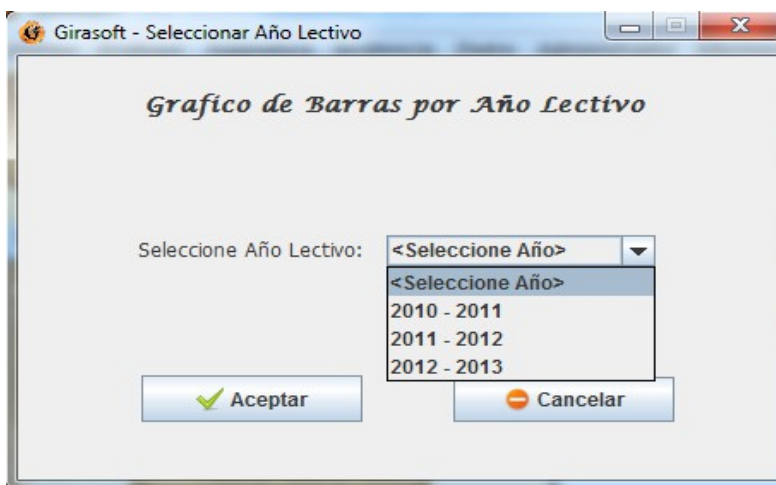 Girasoft - Seleccionar Año Lectivo
Grafico de Barras por Año Lectivo
Seleccione Año Lectivo: <Seleccione Año>
<Seleccione Año>
2010 - 2011
2011 - 2012
2012 - 2013
Aceptar Cancelar